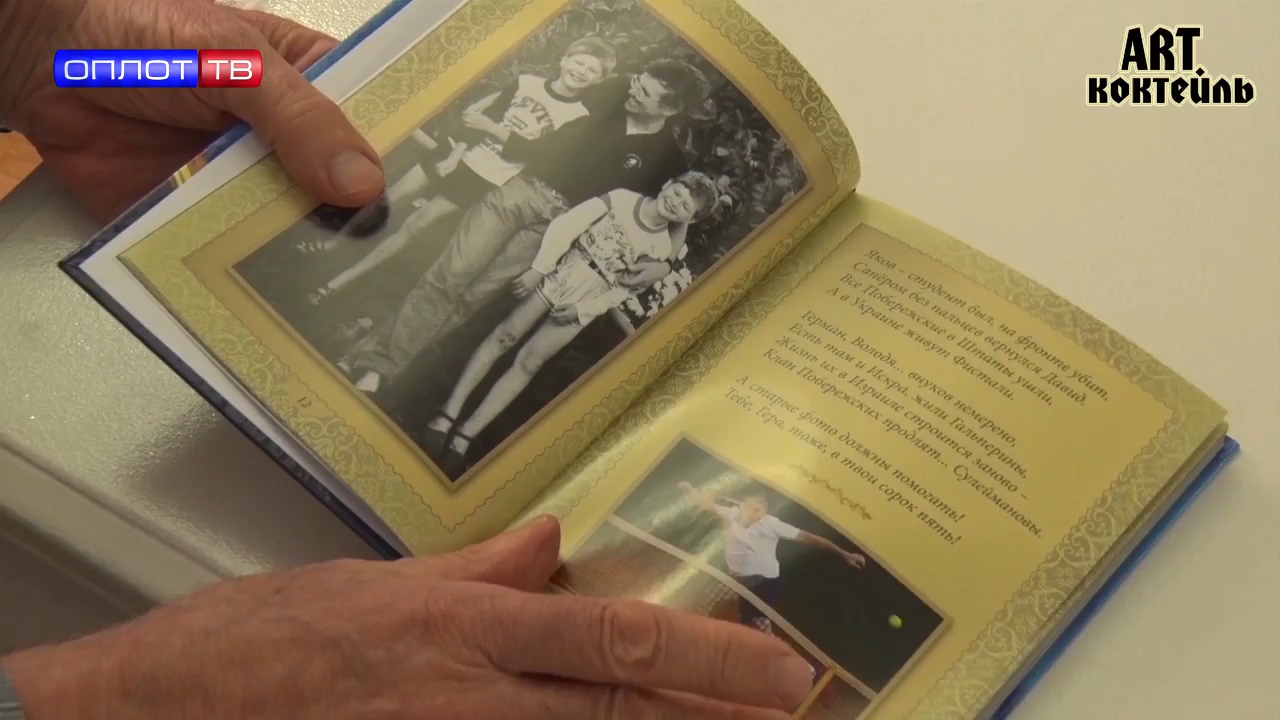 ОПЛОТ ТВ
ART
КОКТЕЙЛЬ
Яков – студент был, на фронте убит,
Сапёром без пальцев вернулся Давид.
Все Побережские в Штаты ушли,
А в Украине живут Фистали.
Герман, Володя... внуков немерено,
Есть там и Искра, жили Гальперины,
Жизнь их в Израиле строится заново –
Клан Побережских продлят... Сулеймановы.
А старые фото должны помогать!
Тебе, Гера, тоже, в твои сорок пять!
12